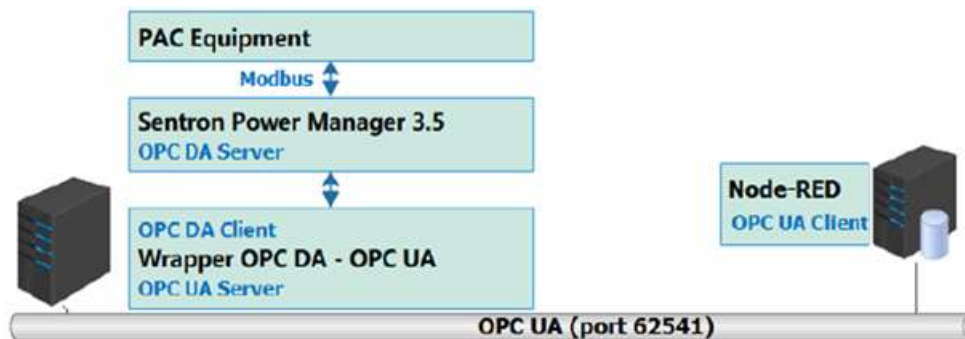 PAC Equipment
Modbus
Sentron Power Manager 3.5
OPC DA Server
OPC DA Client
Wrapper OPC DA - OPC UA
OPC UA Server
Node-RED
OPC UA Client
OPC UA (port 62541)